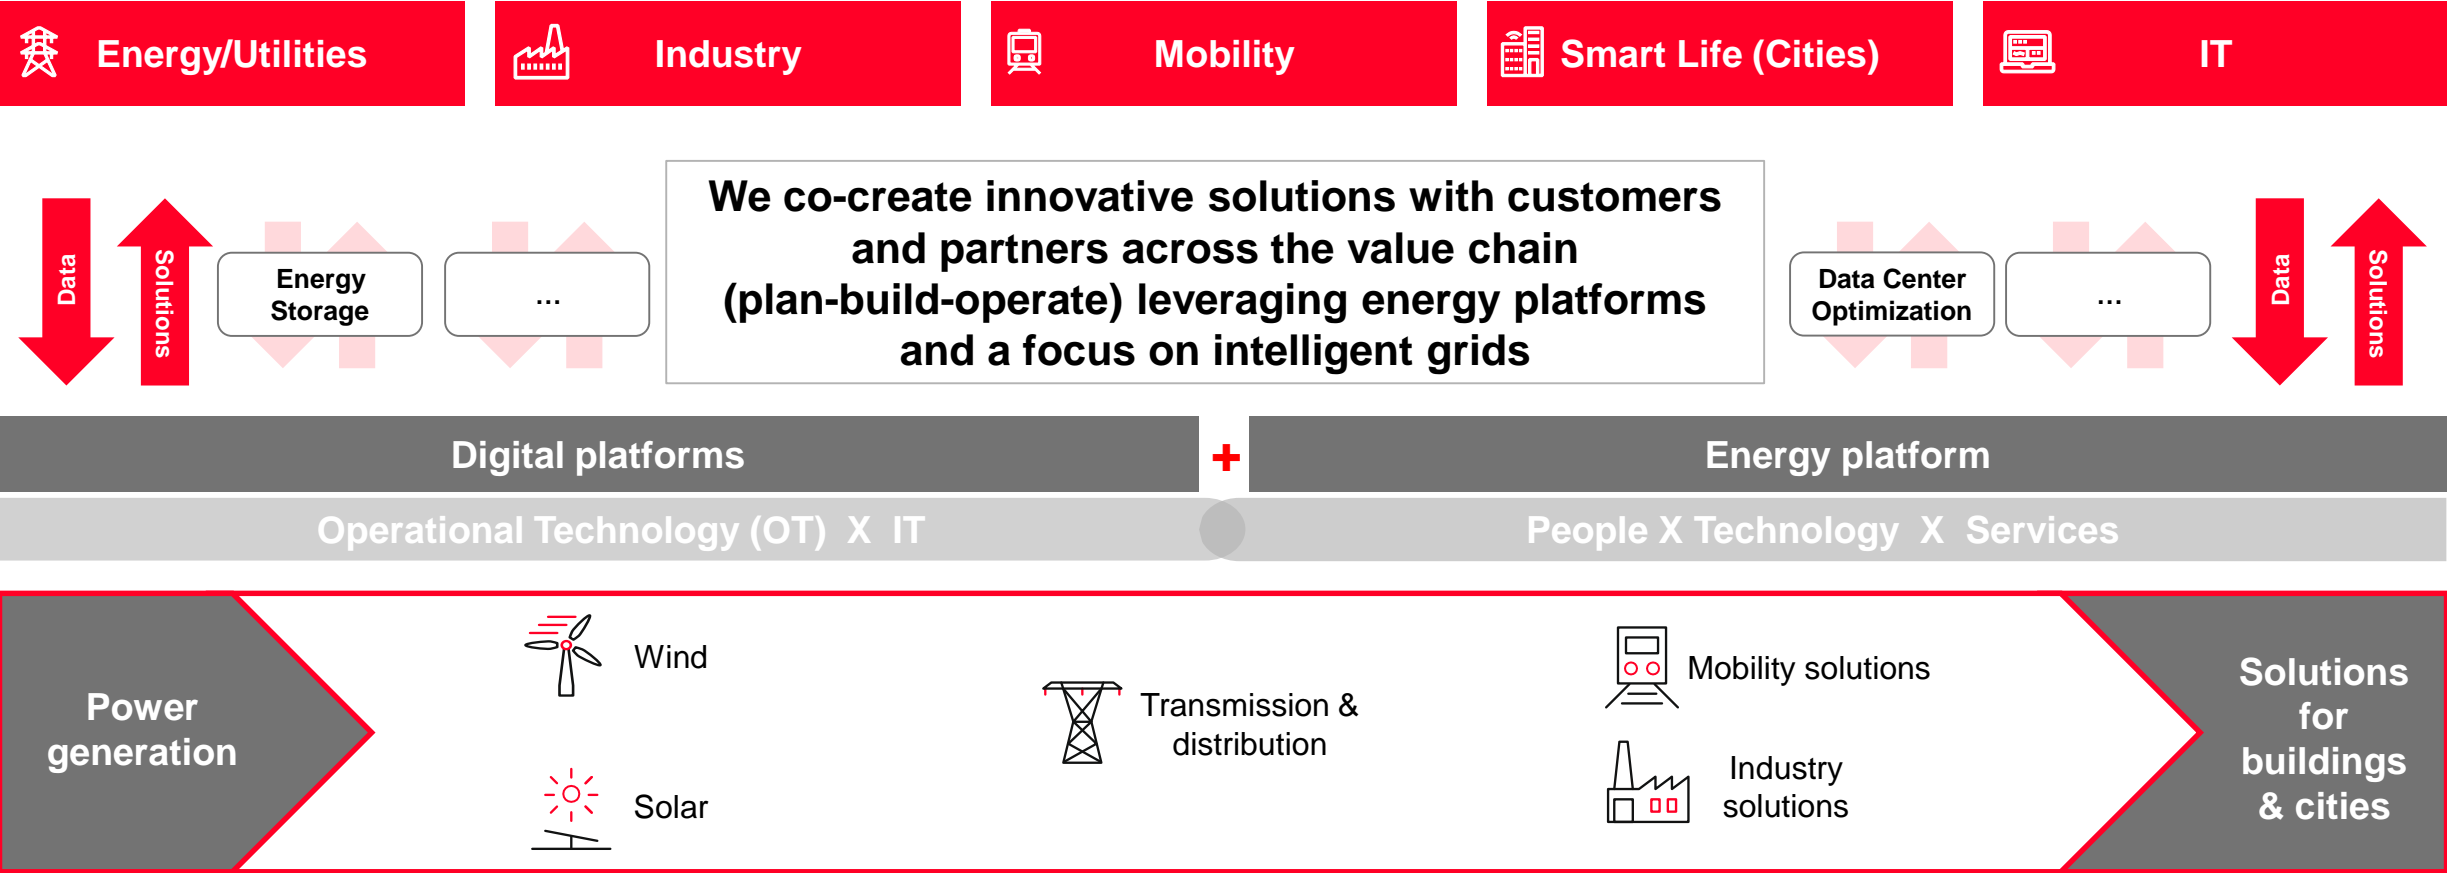 Energy/Utilities
Industry
Mobility
Smart Life (Cities)
IT
Data
Solutions
Energy
Storage
...
We co-create innovative solutions with customers
and partners across the value chain
(plan-build-operate) leveraging energy platforms
and a focus on intelligent grids
Data Center
Optimization
...
Data
Solutions
Digital platforms
+
Energy platform
Operational Technology (OT) X IT
People X Technology X Services
Power
generation
Wind
Solar
Transmission &
distribution
Mobility solutions
Industry
solutions
Solutions
for
buildings
& cities